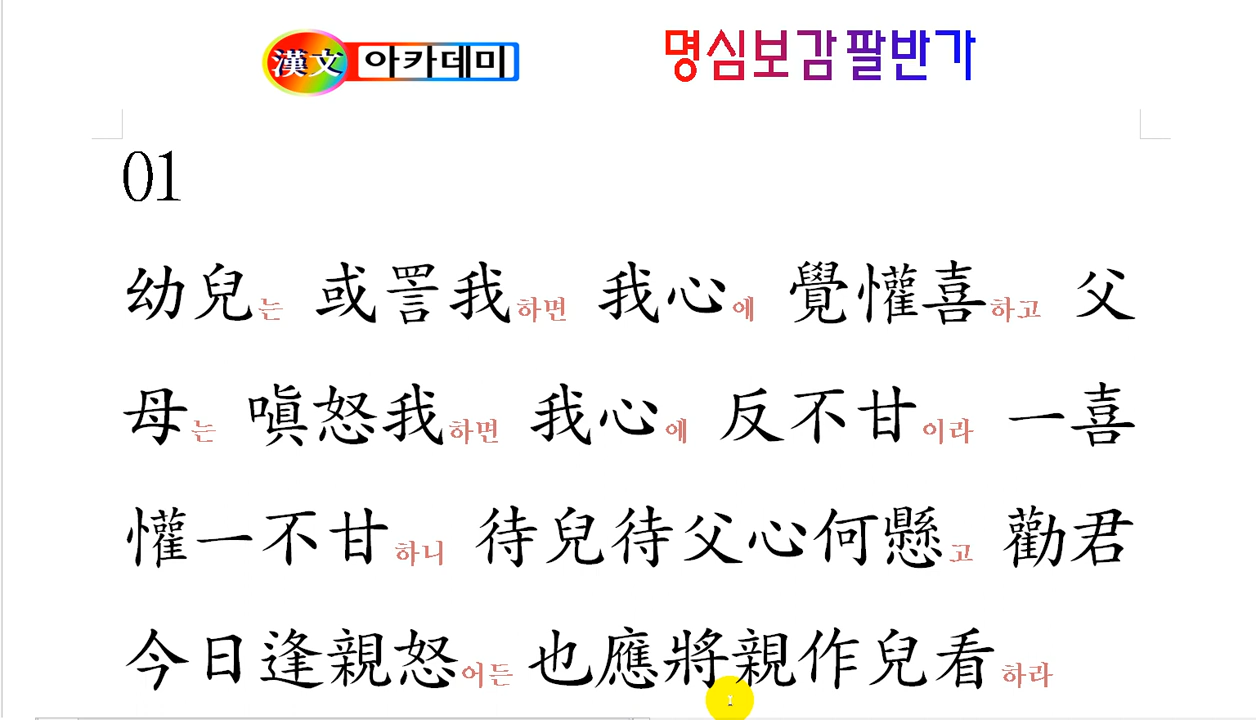 漢文 아카데미
명심보감팔반가
01
幼兒는 或詈我하면 我心에 覺懽喜하고 父
母는 嗔怒我하면 我心에 反不甘이라 一喜
懽一不甘하니 待兒待父心何懸고 勸君
今日逢親怒어든 也應將親作兒看하라